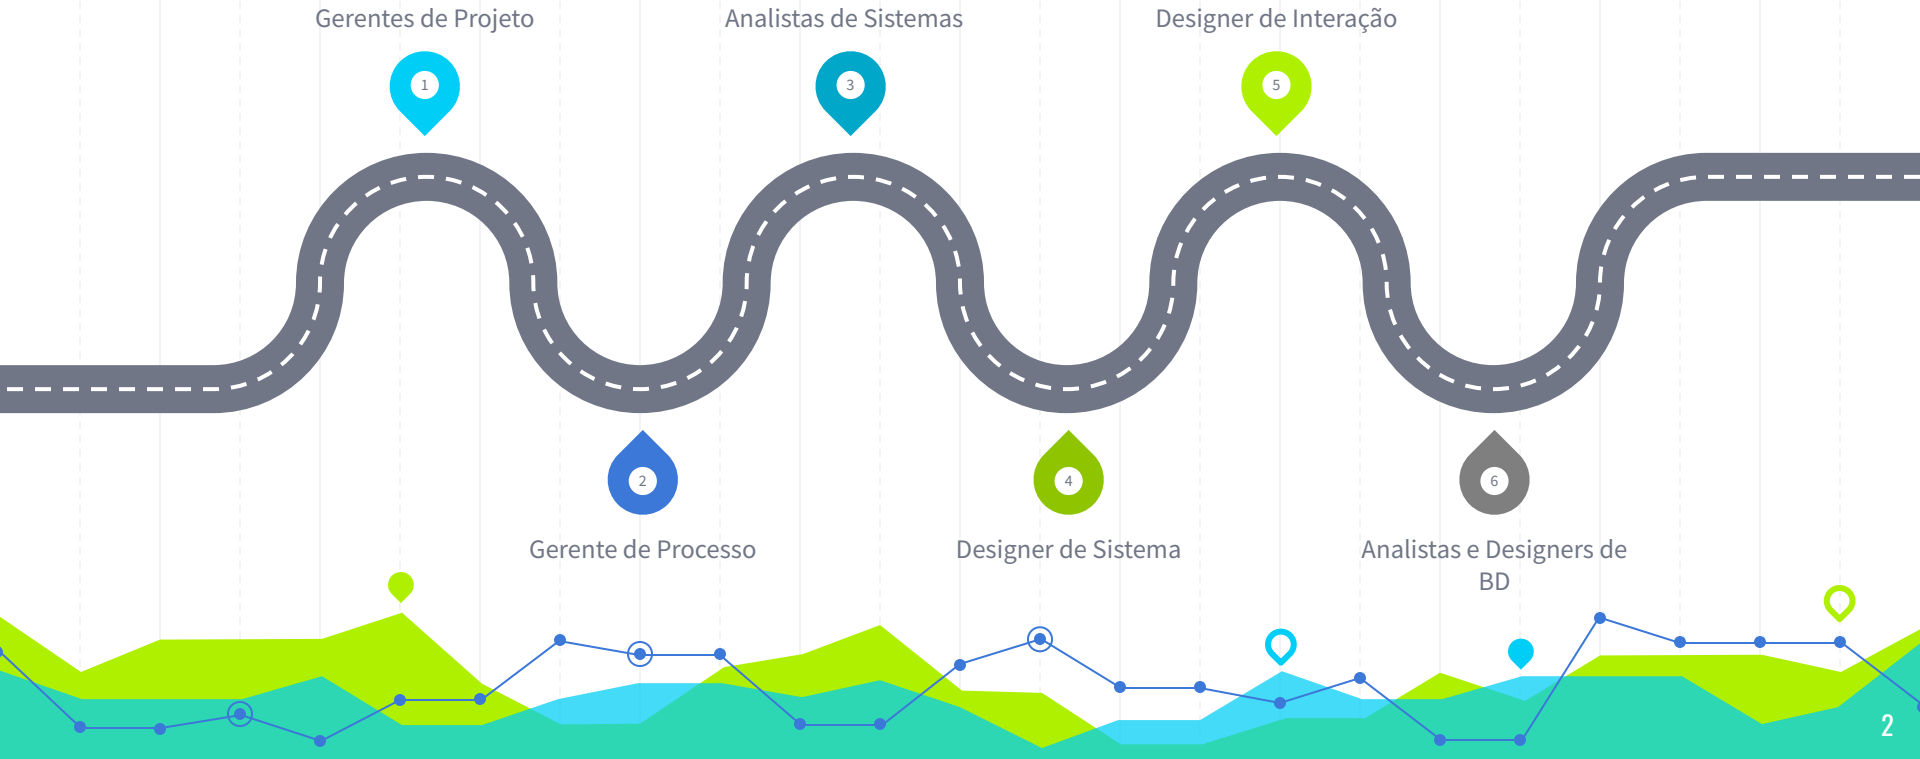 Gerentes de Projeto
Analistas de Sistemas
Designer de Interação
1
3
5
2
4
6
Gerente de Processo
Designer de Sistema
Analistas e Designers de
BD
2